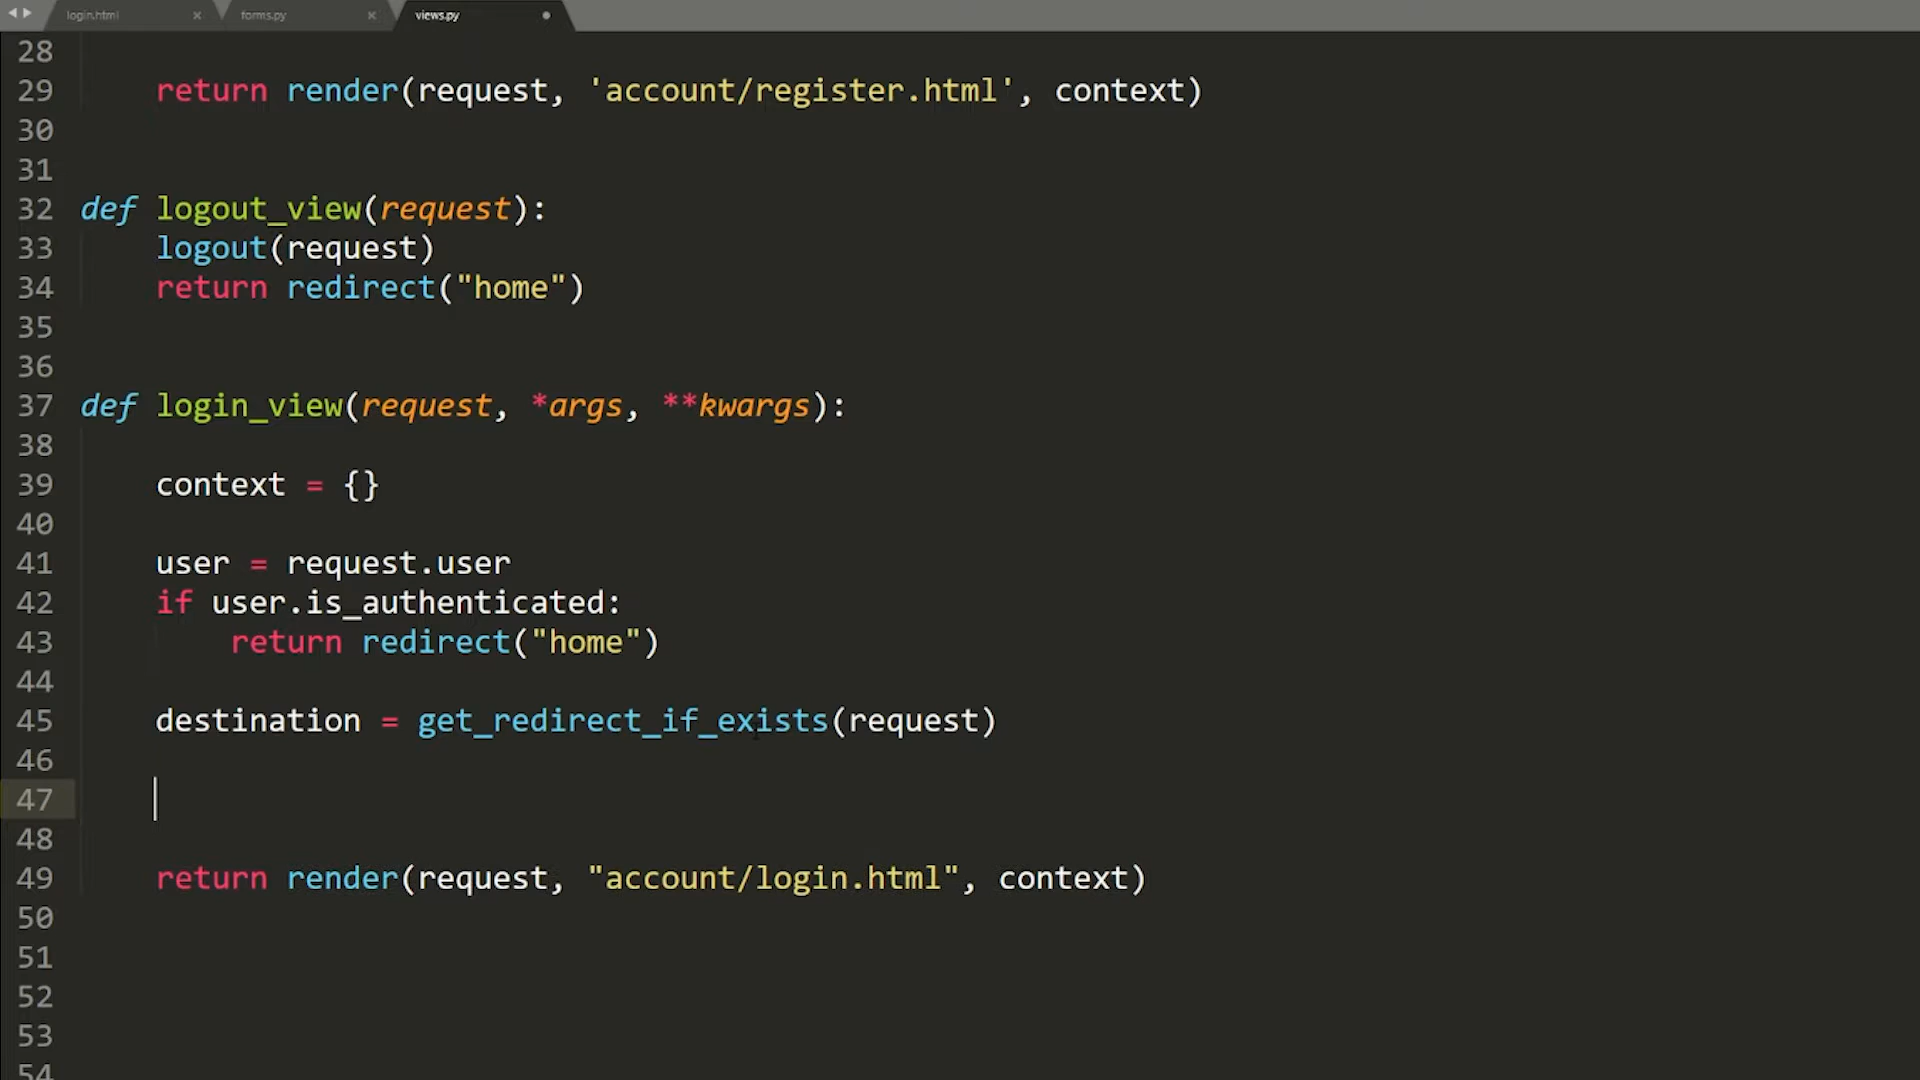 login.html forms.py views.py
28
29 return render(request, 'account/register.html', context)
30
31
32 def logout_view(request):
33 logout(request)
34 return redirect("home")
35
36
37 def login_view(request, *args, **kwargs):
38
39 context = {}
40
41 user = request.user
42 if user.is_authenticated:
43 return redirect("home")
44
45 destination = get_redirect_if_exists(request)
46
47
48
49 return render(request, "account/login.html", context)
50
51
52
53
54